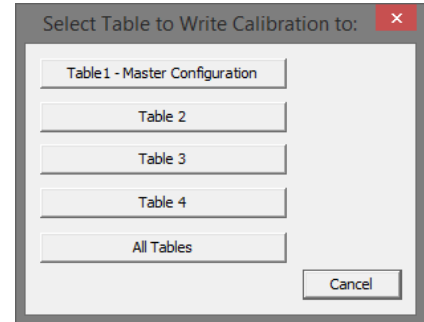 Select Table to Write Calibration to:
Table1 - Master Configuration
Table 2
Table 3
Table 4
All Tables
Cancel